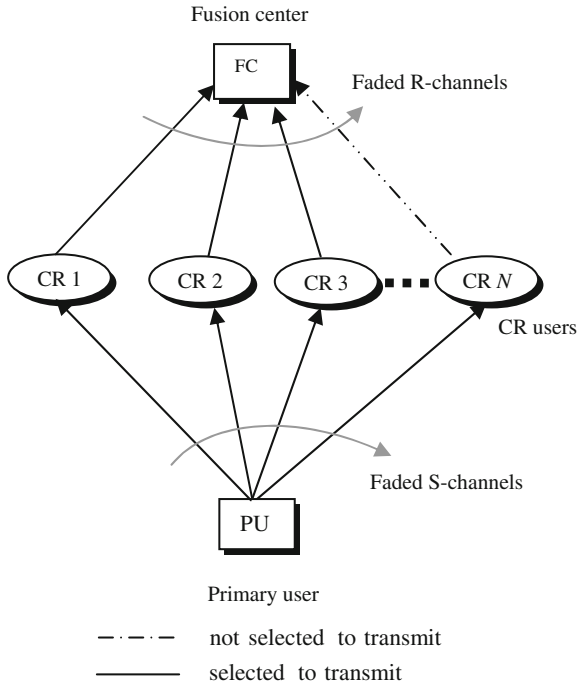 Fusion center
FC
Faded R-channels
CR 1
CR 2
CR 3
CR N
CR users
Faded S-channels
PU
Primary user
not selected to transmit
selected to transmit